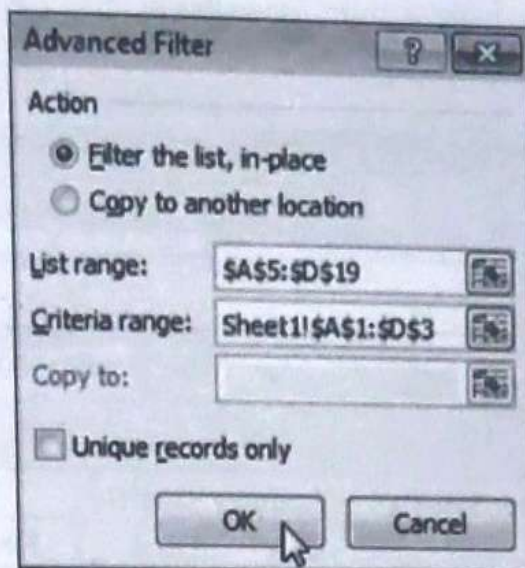 Advanced Filter
Action
Filter the list, in-place
Copy to another location
List range: $A$5:$D$19
Criteria range: Sheet1!$A$1:$D$3
Copy to:
Unique records only
OK Cancel